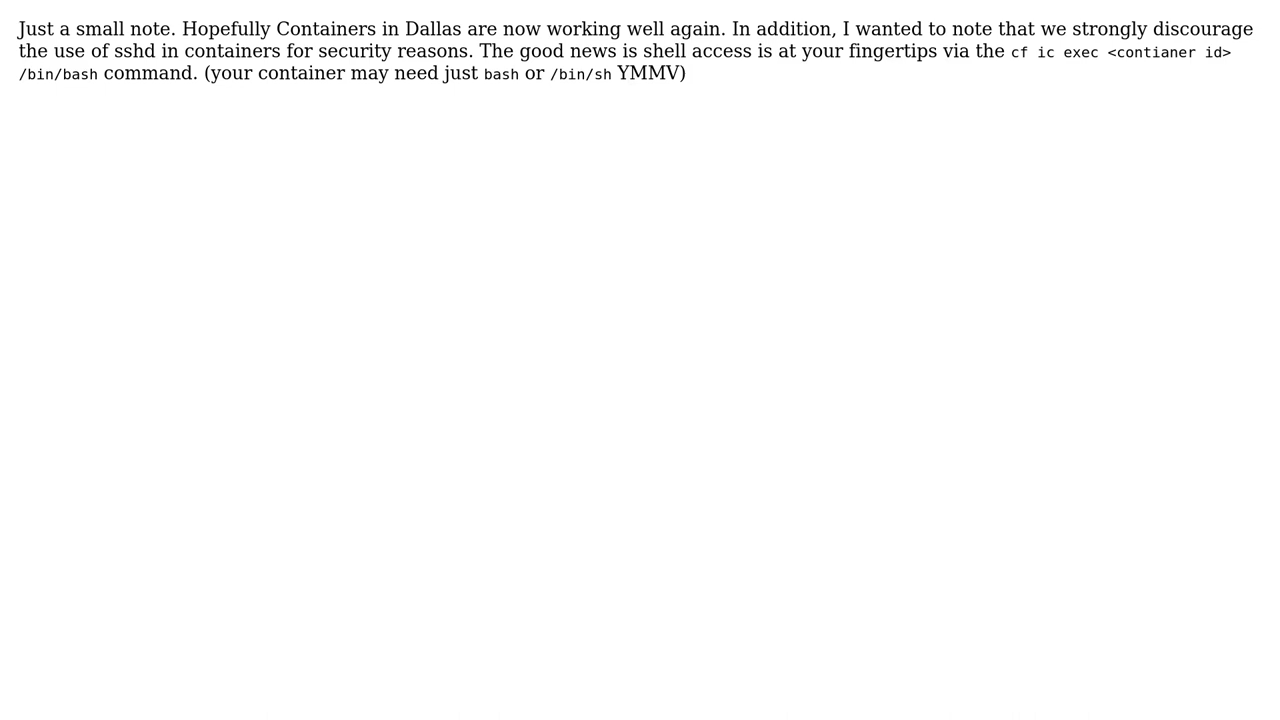 Just a small note. Hopefully Containers in Dallas are now working well again. In addition, I wanted to note that we strongly discourage
the use of sshd in containers for security reasons. The good news is shell access is at your fingertips via the cf ic exec <contianer id>
/bin/bash command. (your container may need just bash or /bin/sh YMMV)